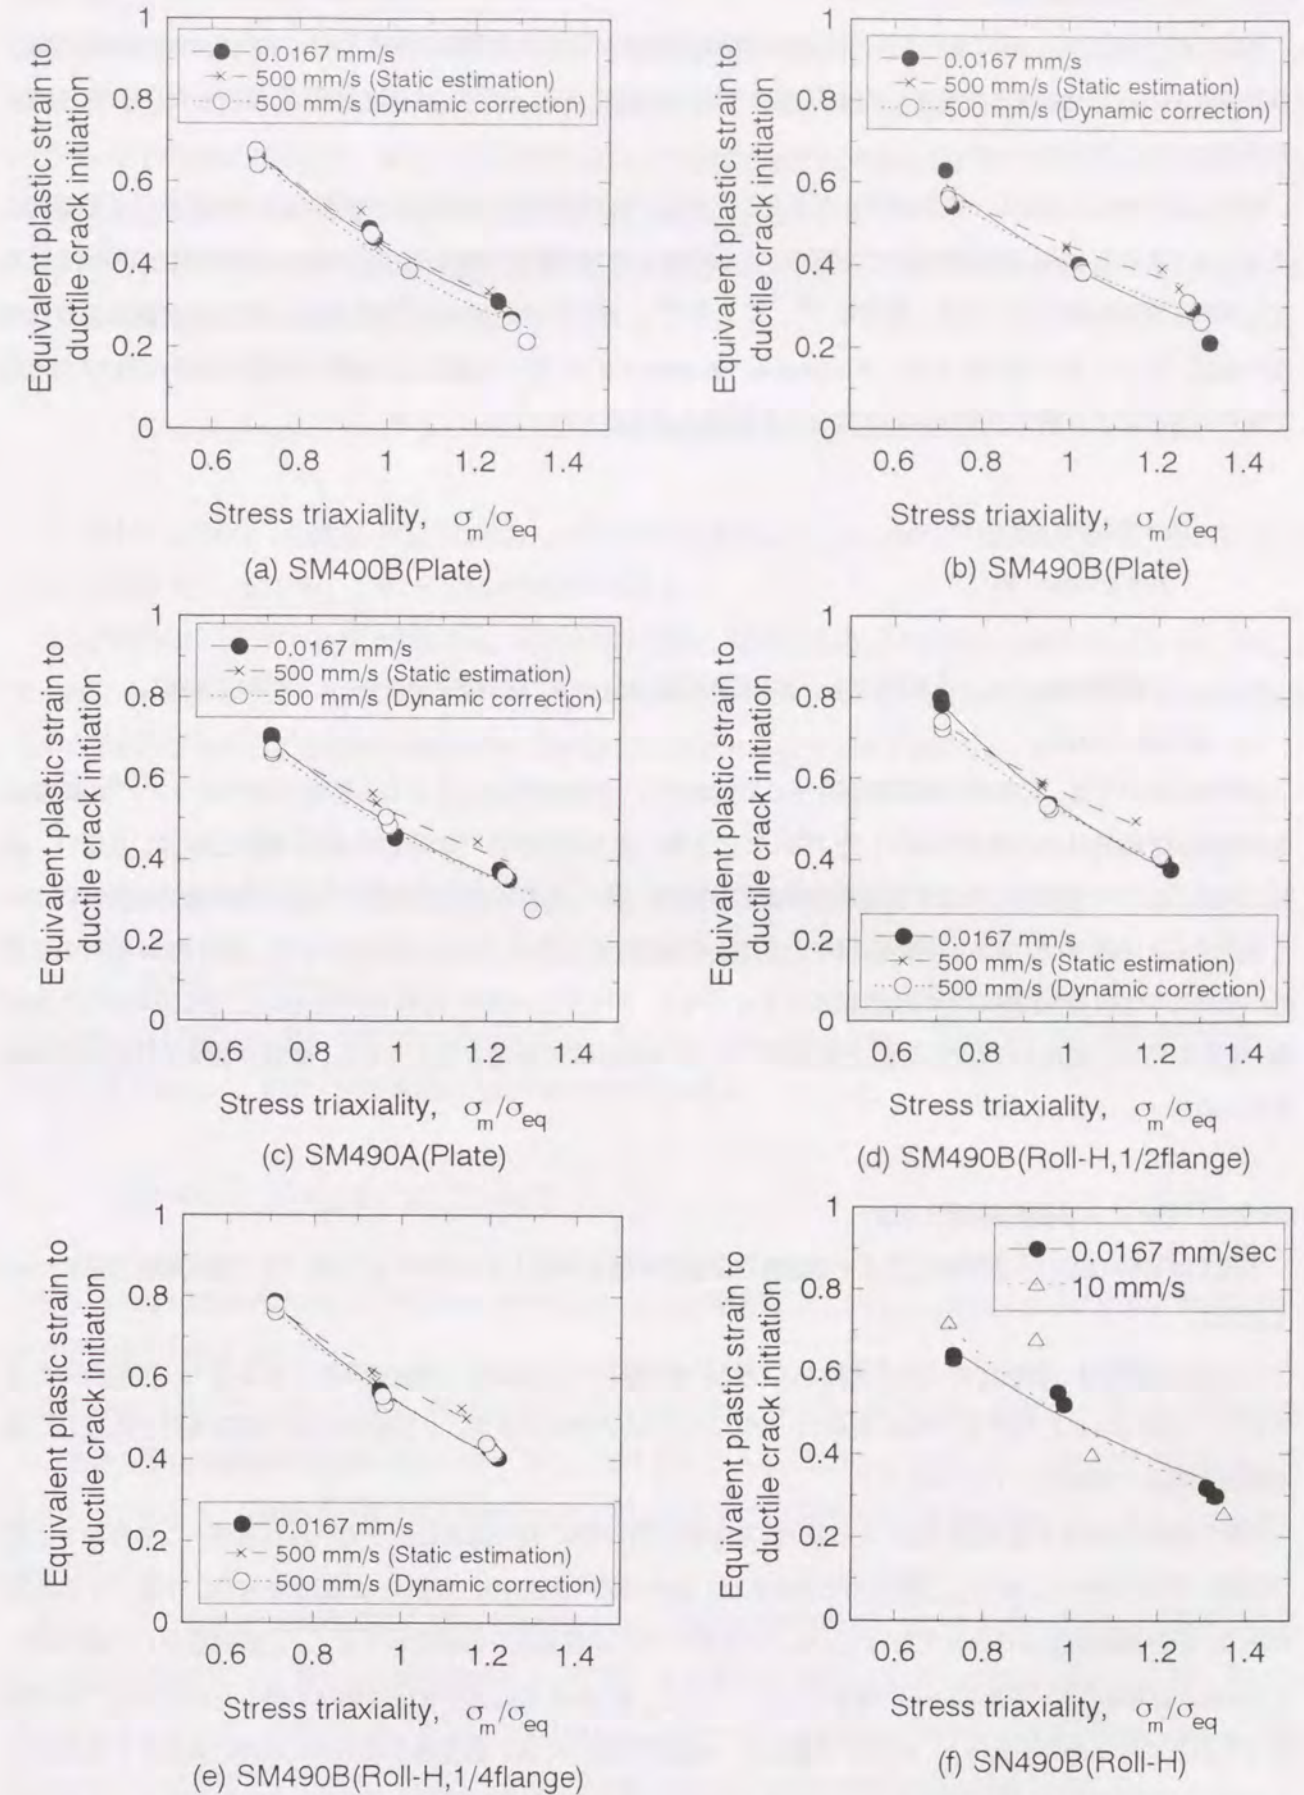 Equivalent plastic strain to
ductile crack initiation
1
0.8
0.6
0.4
0.2
0
0.0167 mm/s
500 mm/s (Static estimation)
500 mm/s (Dynamic correction)
0.6 0.8 1 1.2 1.4
Stress triaxiality, σm/σeq
(a) SM400B(Plate)
Equivalent plastic strain to
ductile crack initiation
1
0.8
0.6
0.4
0.2
0
0.0167 mm/s
500 mm/s (Static estimation)
500 mm/s (Dynamic correction)
0.6 0.8 1 1.2 1.4
Stress triaxiality, σm/σeq
(b) SM490B(Plate)
Equivalent plastic strain to
ductile crack initiation
1
0.8
0.6
0.4
0.2
0
0.0167 mm/s
500 mm/s (Static estimation)
500 mm/s (Dynamic correction)
0.6 0.8 1 1.2 1.4
Stress triaxiality, σm/σeq
(c) SM490A(Plate)
Equivalent plastic strain to
ductile crack initiation
1
0.8
0.6
0.4
0.2
0
0.0167 mm/s
500 mm/s (Static estimation)
500 mm/s (Dynamic correction)
0.6 0.8 1 1.2 1.4
Stress triaxiality, σm/σeq
(d) SM490B(Roll-H,1/2flange)
Equivalent plastic strain to
ductile crack initiation
1
0.8
0.6
0.4
0.2
0
0.0167 mm/s
500 mm/s (Static estimation)
500 mm/s (Dynamic correction)
0.6 0.8 1 1.2 1.4
Stress triaxiality, σm/σeq
(e) SM490B(Roll-H,1/4flange)
Equivalent plastic strain to
ductile crack initiation
1
0.8
0.6
0.4
0.2
0
0.0167 mm/sec
10 mm/s
0.6 0.8 1 1.2 1.4
Stress triaxiality, σm/σeq
(f) SN490B(Roll-H)